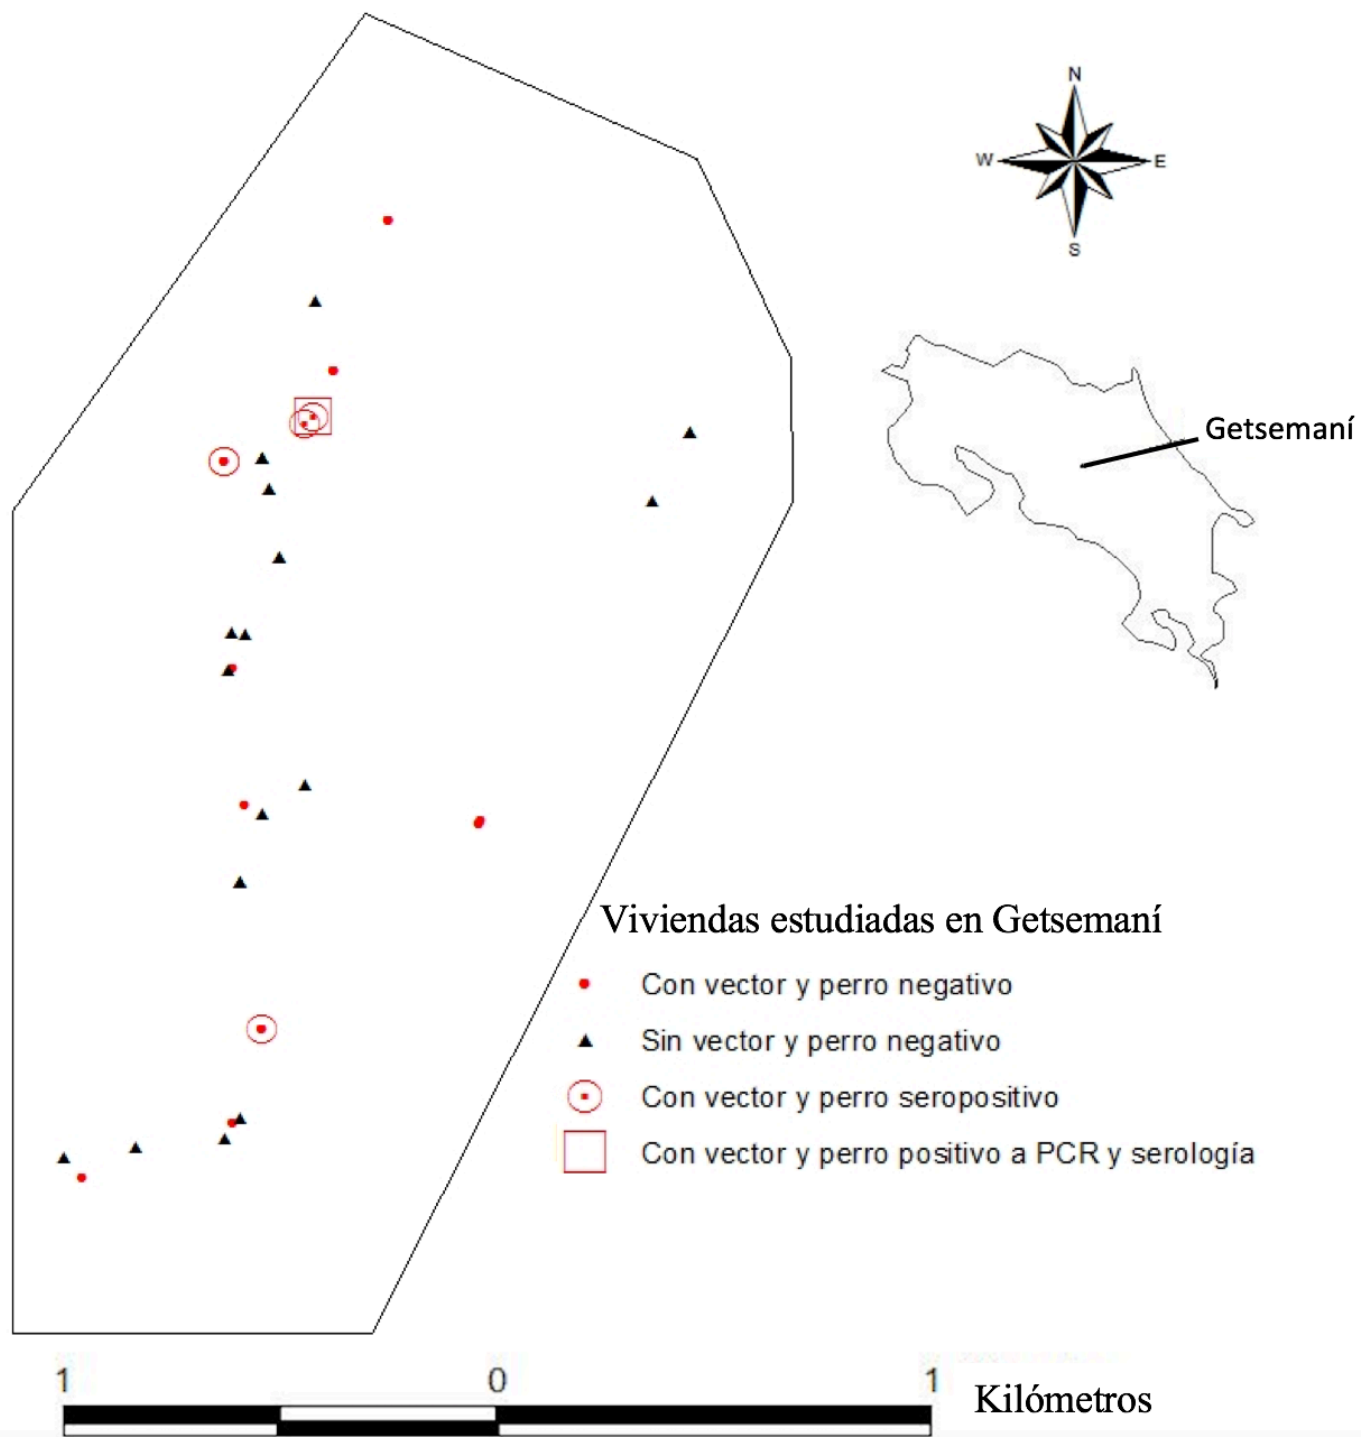 N
W E
S
Getsemaní
Viviendas estudiadas en Getsemaní
Con vector y perro negativo
Sin vector y perro negativo
Con vector y perro seropositivo
Con vector y perro positivo a PCR y serología
1 0 1
Kilómetros